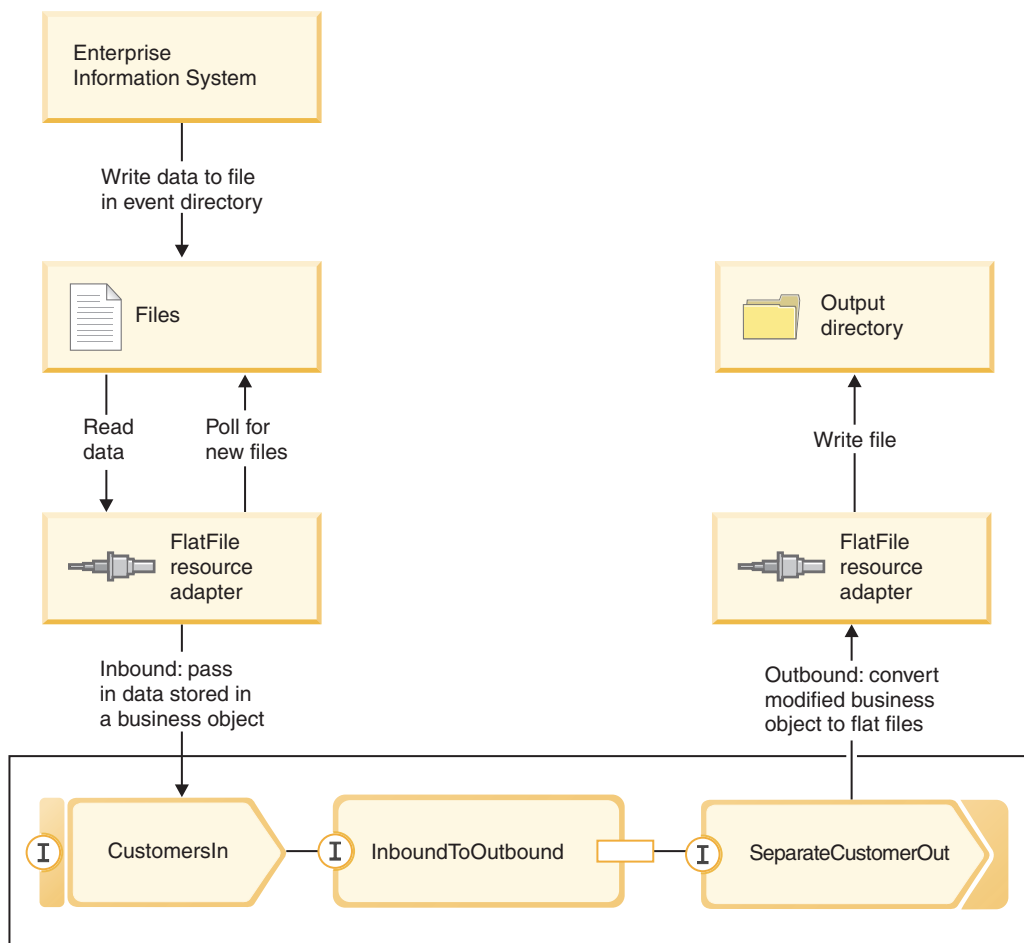 Enterprise
Information System
Write data to file
in event directory
Files
Output
directory
Read
data
Poll for
new files
Write file
FlatFile
resource
adapter
FlatFile
resource
adapter
Inbound: pass
in data stored in
a business object
Outbound: convert
modified business
object to flat files
I
CustomersIn
I
InboundToOutbound
I
SeparateCustomerOut